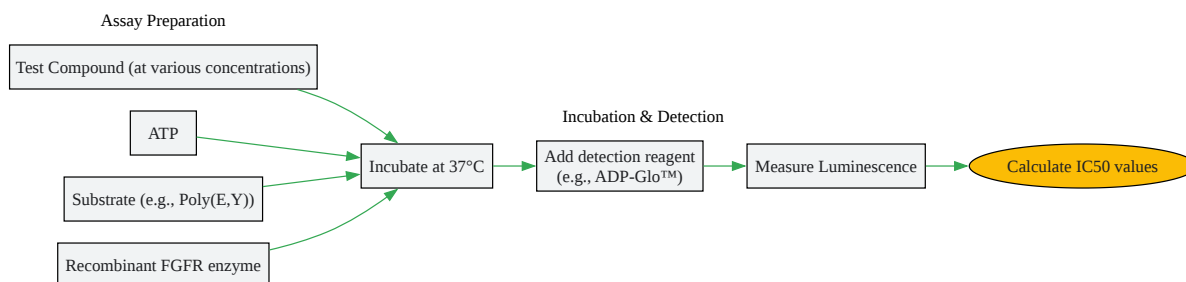 Assay Preparation
Test Compound (at various concentrations)
ATP
Substrate (e.g., Poly(E,Y))
Recombinant FGFR enzyme
Incubate at 37°C
Incubation & Detection
Add detection reagent
(e.g., ADP-Glo™)
Measure Luminescence
Calculate IC50 values